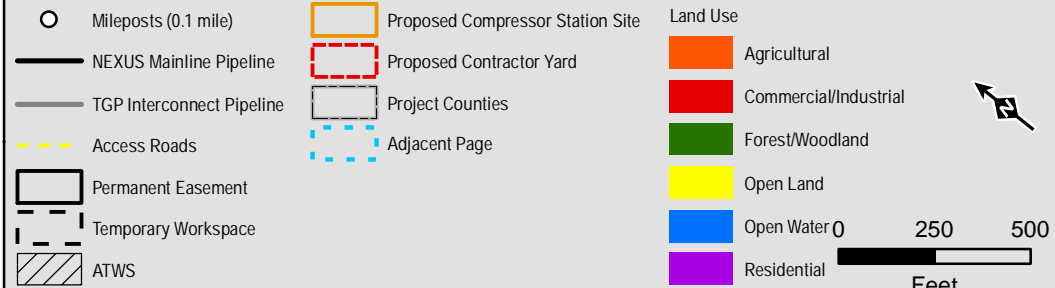 Mileposts (0.1 mile)
NEXUS Mainline Pipeline
TGP Interconnect Pipeline
Access Roads
Permanent Easement
Temporary Workspace
ATWS
Proposed Compressor Station Site
Proposed Contractor Yard
Project Counties
Adjacent Page
Land Use
Agricultural
Commercial/Industrial
Forest/Woodland
Open Land
Open Water
Residential
N
0 250 500
Feet